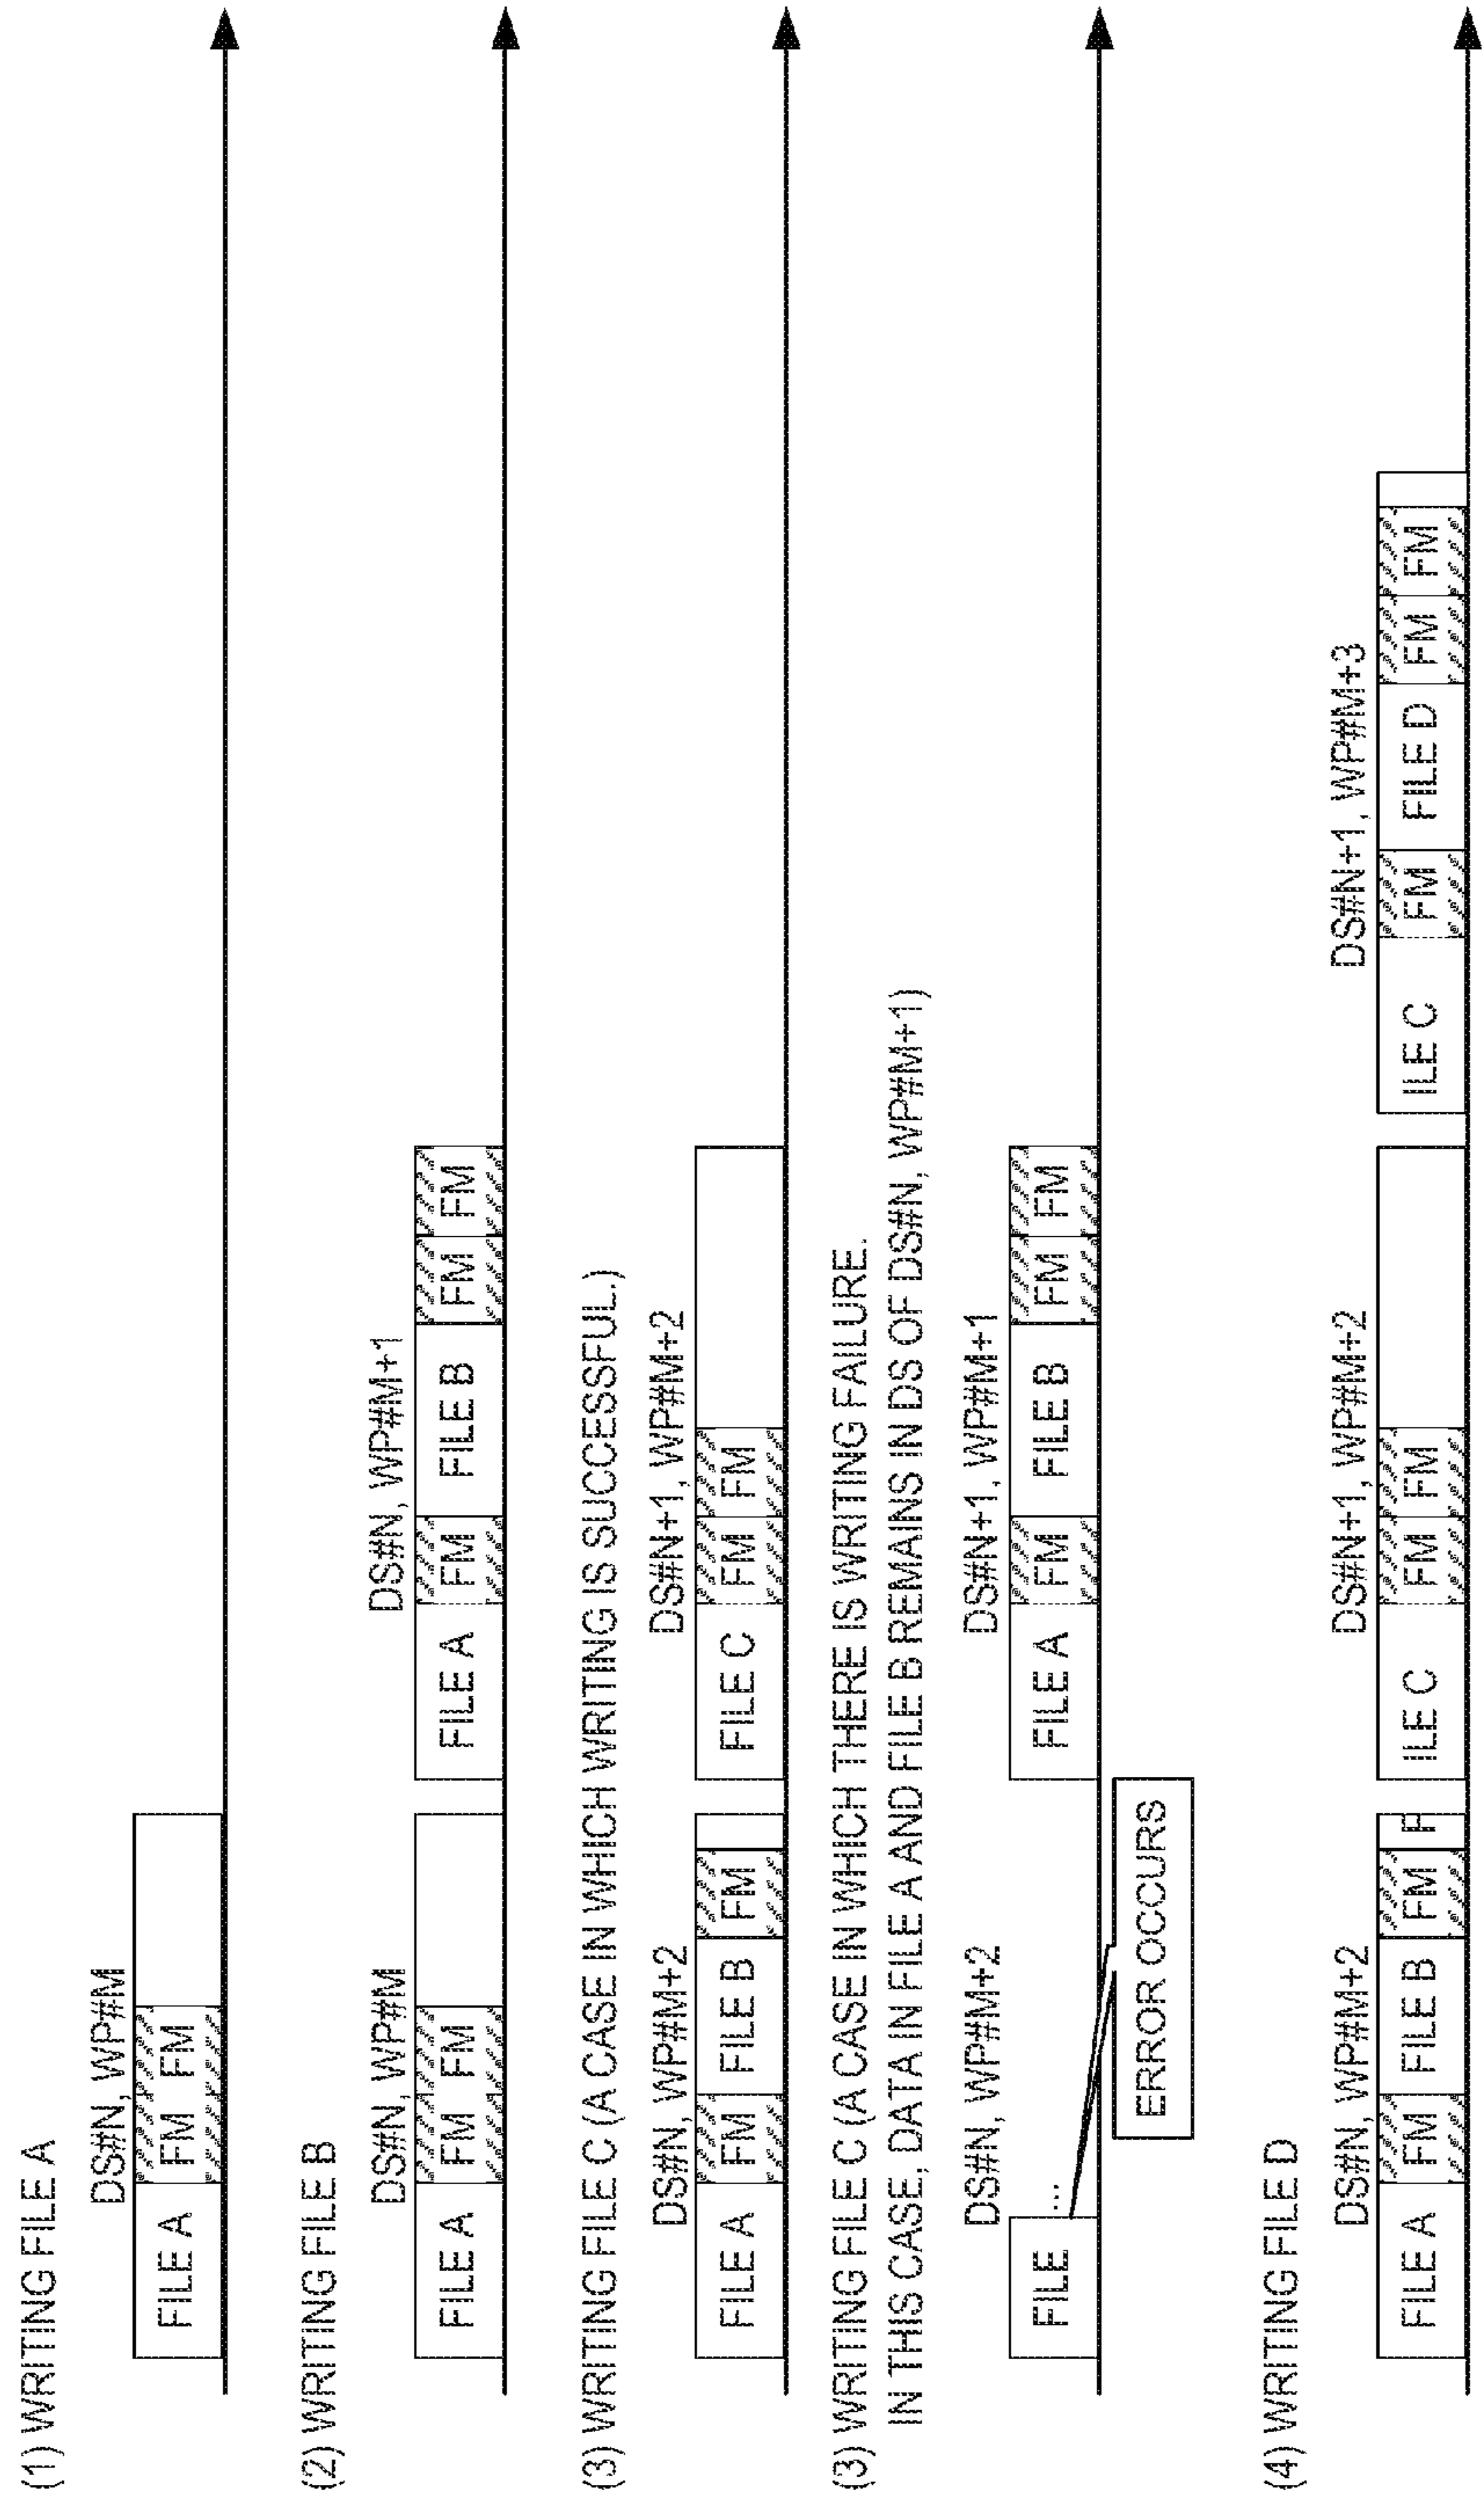 (1) WRITING FILE A
DS#N, WP#M
FILE A FM FM
(2) WRITING FILE B
DS#N, WP#M DS#N, WP#M+1
FILE A FM FM FILE A FM FILE B FM FM
(3) WRITING FILE C (A CASE IN WHICH WRITING IS SUCCESSFUL.)
DS#N, WP#M+2 DS#N+1, WP#M+2
FILE A FM FILE B FM FILE C FM FM
(3) WRITING FILE C (A CASE IN WHICH THERE IS WRITING FAILURE.
IN THIS CASE, DATA IN FILE A AND FILE B REMAINS IN DS OF DS#N, WP#M+1)
DS#N, WP#M+2 DS#N+1, WP#M+1
FILE ... FILE A FM FILE B FM FM
ERROR OCCURS
(4) WRITING FILE D
DS#N, WP#M+2 DS#N+1, WP#M+2 DS#N+1, WP#M+3
FILE A FM FILE B FM F ILE C FM FM ILE C FM FILE D FM FM